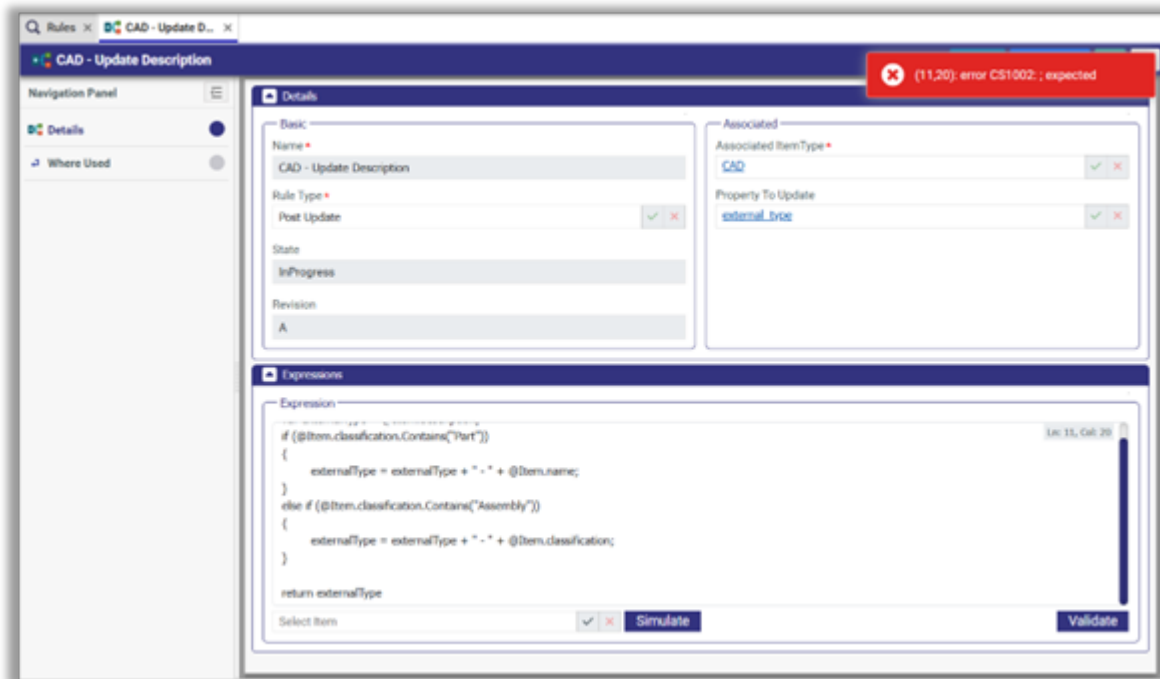 Rules
CAD - Update D...
CAD - Update Description
(11,20): error CS1002: ; expected
Navigation Panel
Details
Where Used
Details
Basic
Name
CAD - Update Description
Rule Type
Post Update
State
InProgress
Revision
A
Associated
Associated ItemType
CAD
Property To Update
external_type
Expressions
Expression
Ln: 11, Col: 20
if (@Item.classification.Contains("Part"))
{
externalType = externalType + " - " + @Item.name;
}
else if (@Item.classification.Contains("Assembly"))
{
externalType = externalType + " - " + @Item.classification;
}
return externalType
Select Item
Simulate
Validate